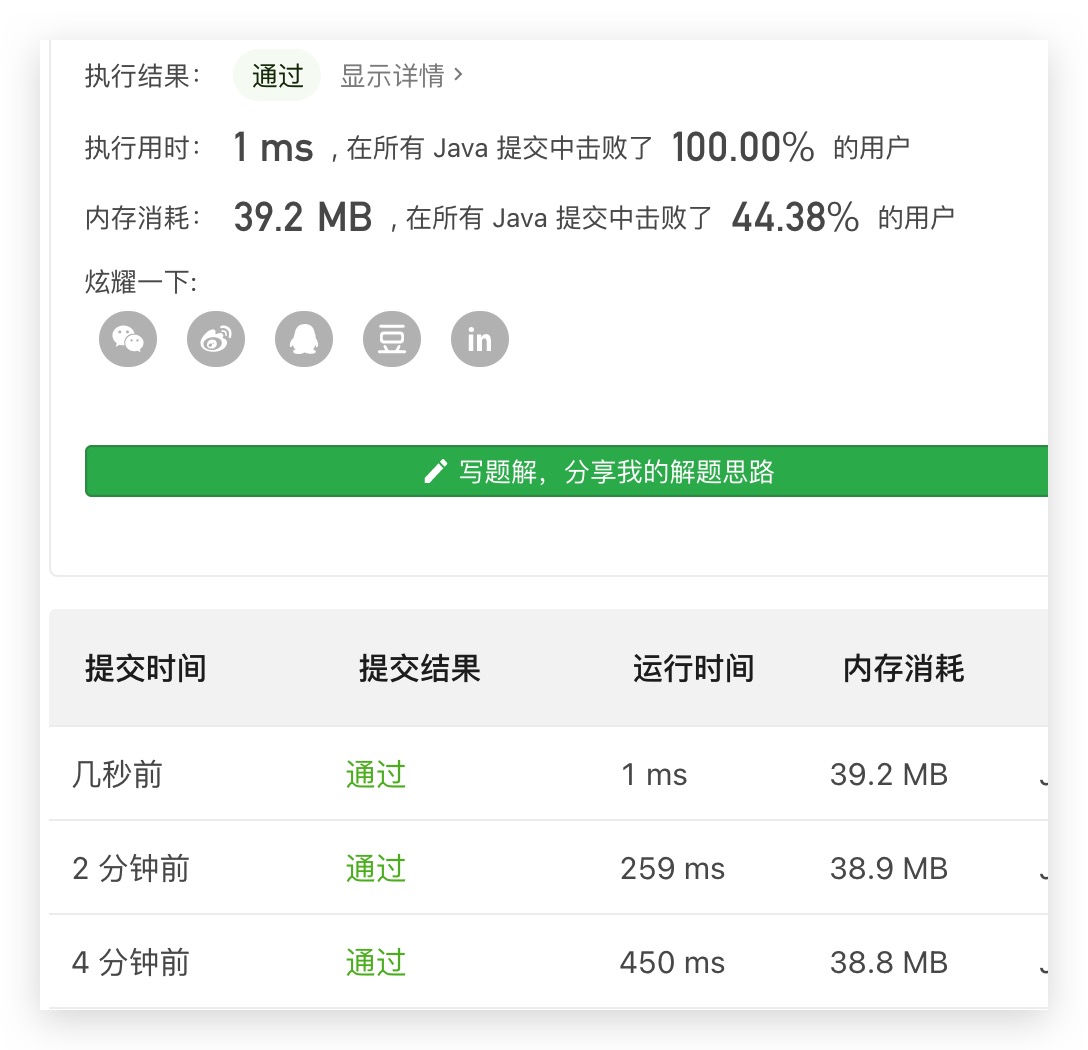 执行结果： 通过 显示详情 >
执行用时： 1 ms , 在所有 Java 提交中击败了 100.00% 的用户
内存消耗： 39.2 MB , 在所有 Java 提交中击败了 44.38% 的用户
炫耀一下:
豆 in
写题解，分享我的解题思路
提交时间 提交结果 运行时间 内存消耗
几秒前 通过 1 ms 39.2 MB
2 分钟前 通过 259 ms 38.9 MB
4 分钟前 通过 450 ms 38.8 MB